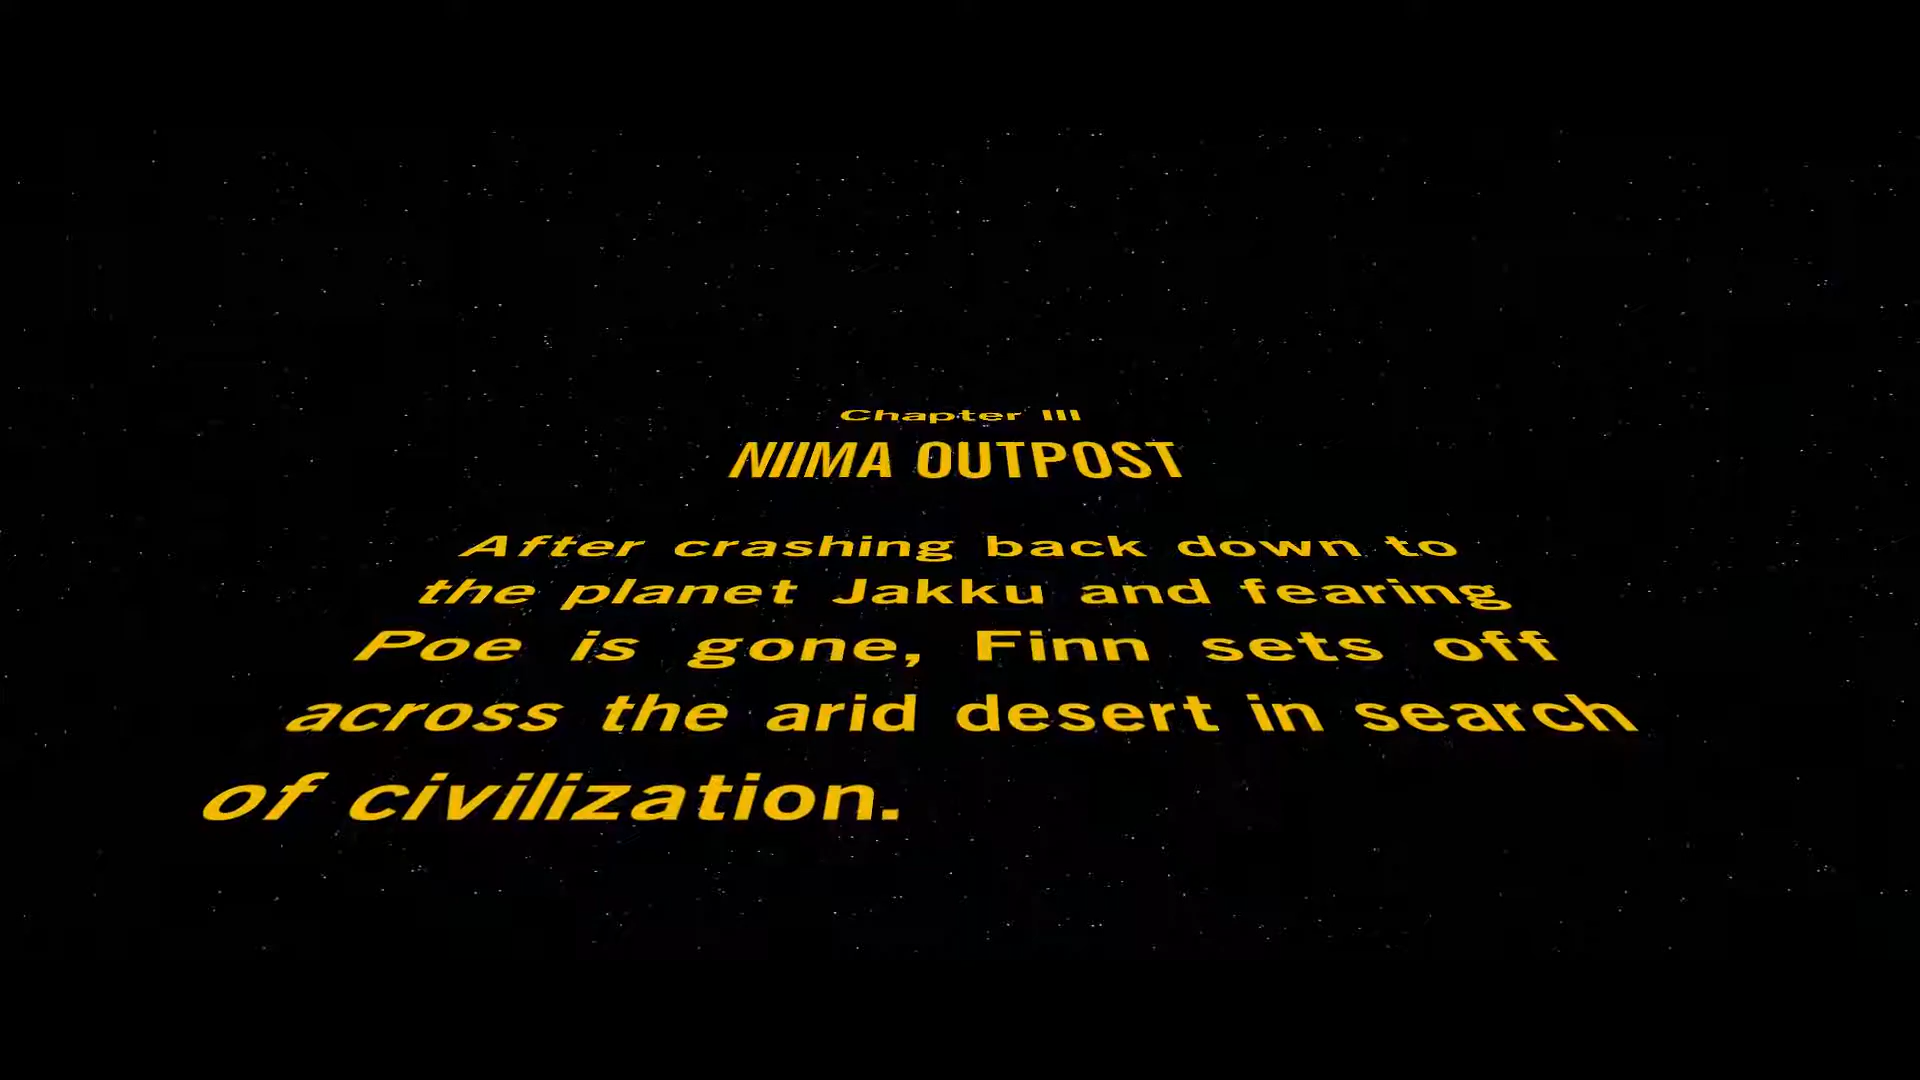 Chapter III
NIIMA OUTPOST
After crashing back down to
the planet Jakku and fearing
Poe is gone, Finn sets off
across the arid desert in search
of civilization.